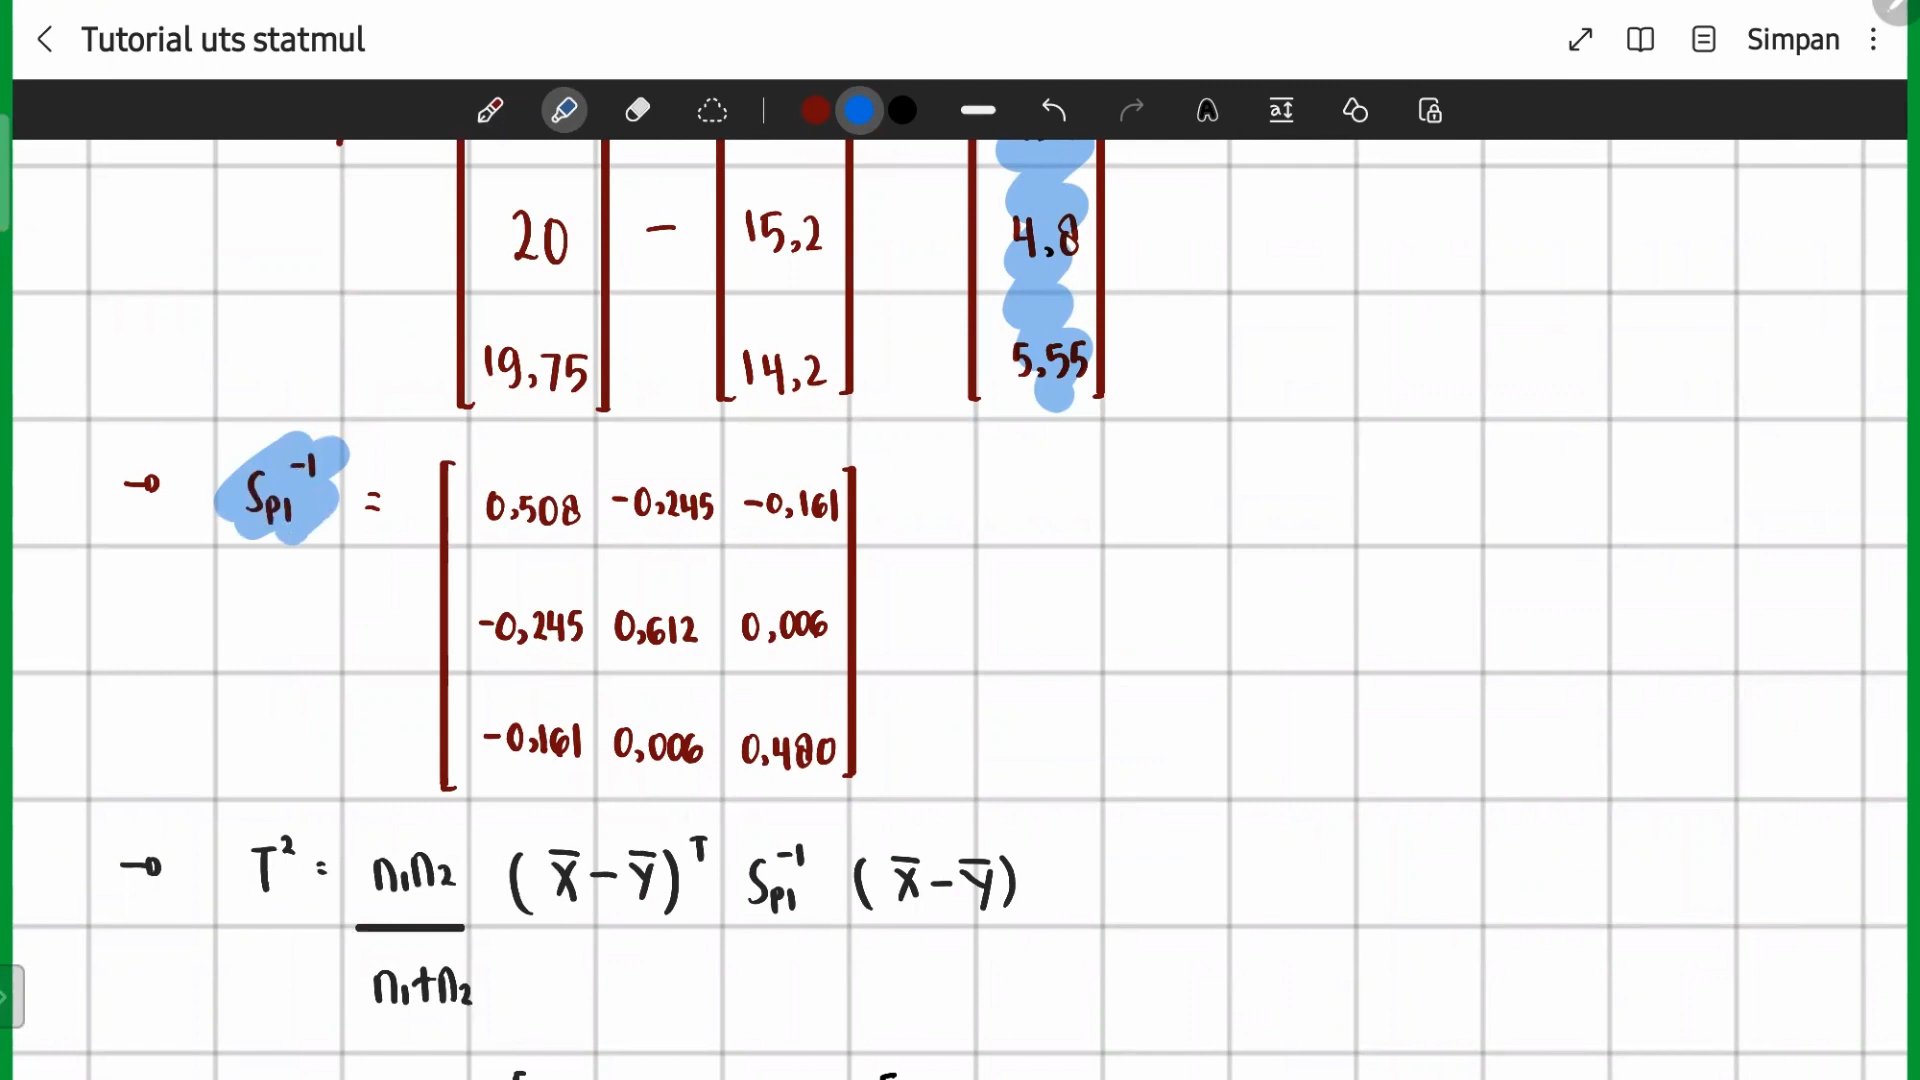 Tutorial uts statmul
Simpan
20 - 15,2 4,8
19,75 14,2 5,55
Sp1⁻¹ = 0,508 -0,245 -0,161
-0,245 0,612 0,006
-0,161 0,006 0,480
T² = n₁n₂ (X̄ - Ȳ)ᵀ Sp1⁻¹ (X̄ - Ȳ)
n₁+n₂